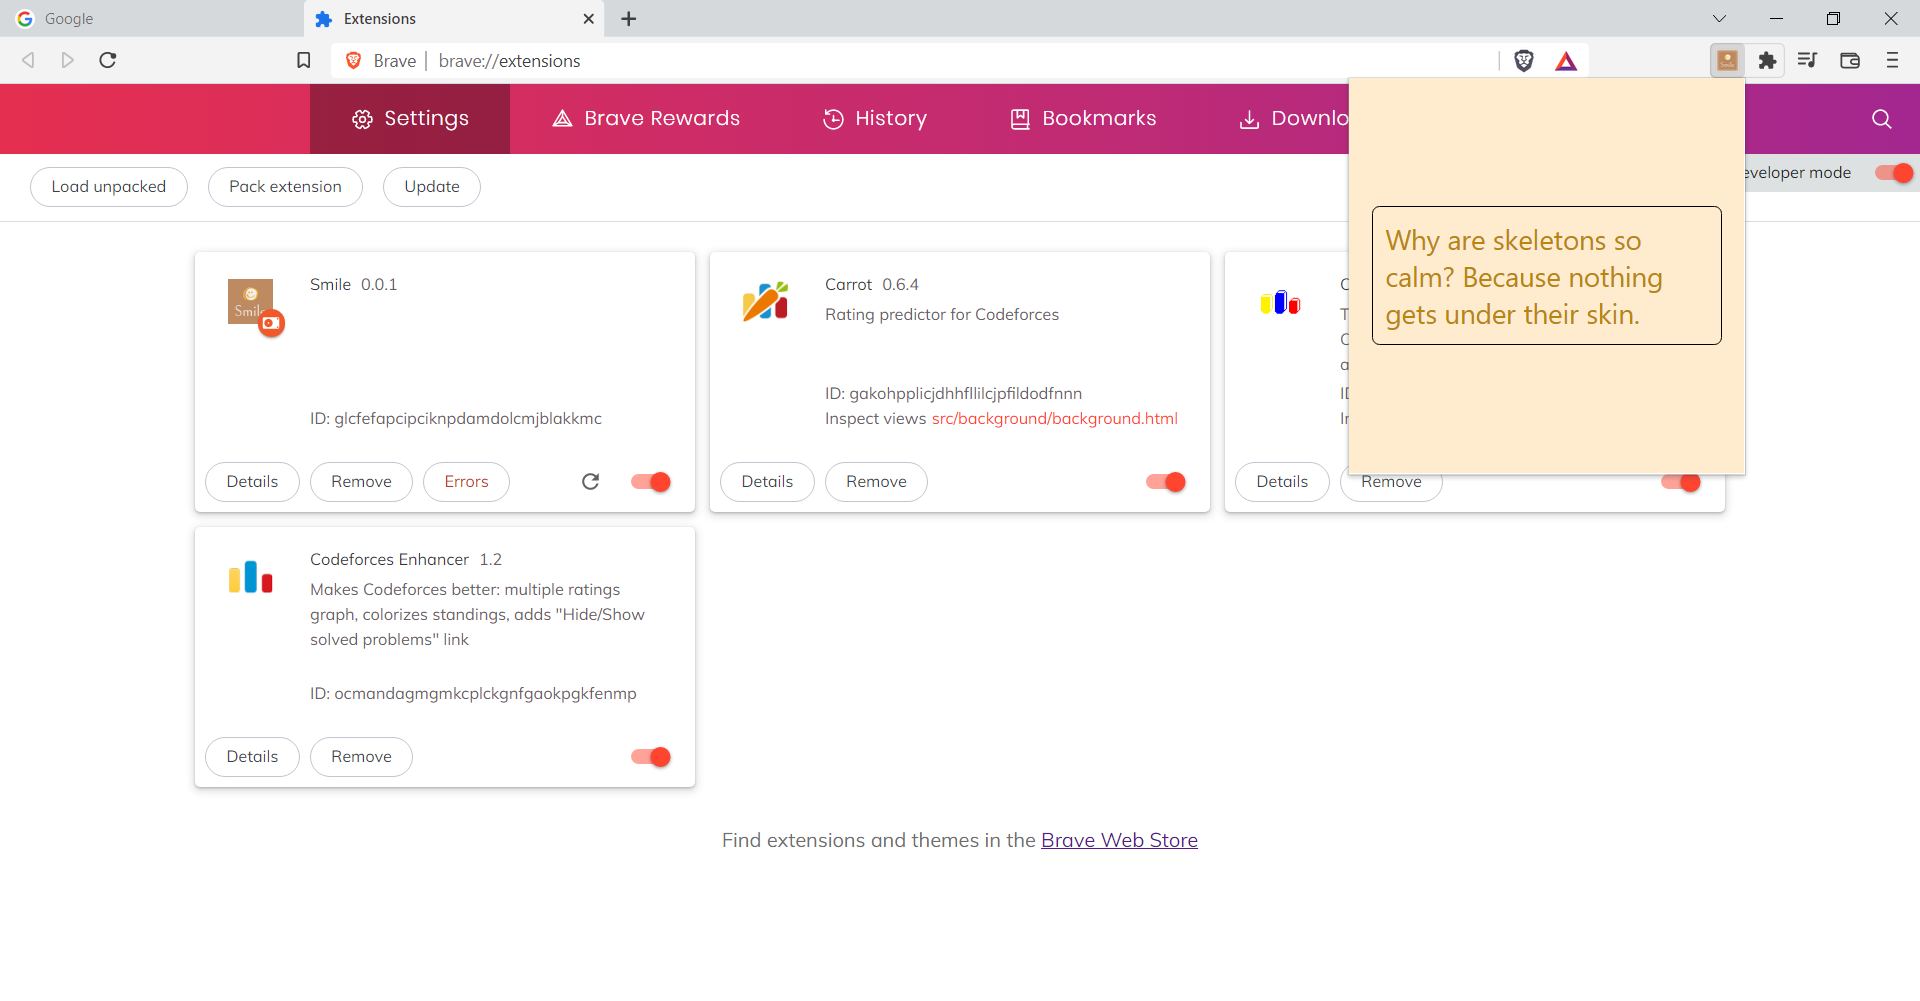 Google
Extensions
Brave
brave://extensions
Smile
Settings
Brave Rewards
History
Bookmarks
Downlo
Load unpacked
Pack extension
Update
eveloper mode
Why are skeletons so
calm? Because nothing
gets under their skin.
Smile 0.0.1
Smile
ID: glcfefapcipciknpdamdolcmjblakkmc
Details
Remove
Errors
Carrot 0.6.4
Rating predictor for Codeforces
ID: gakohpplicjdhhfllilcjpfildodfnnn
Inspect views src/background/background.html
Details
Remove
C
T
C
a
Details
Remove
Codeforces Enhancer 1.2
Makes Codeforces better: multiple ratings
graph, colorizes standings, adds "Hide/Show
solved problems" link
ID: ocmandagmgmkcplckgnfgaokpgkfenmp
Details
Remove
Find extensions and themes in the Brave Web Store